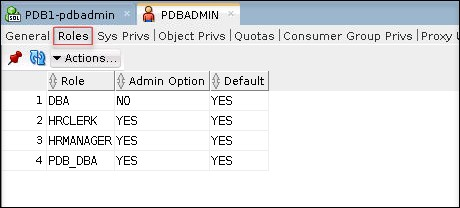 SQL PDB1-pdbadmin × PDBADMIN ×
General Roles Sys Privs Object Privs Quotas Consumer Group Privs Proxy U
Actions...
Role Admin Option Default
1 DBA NO YES
2 HRCLERK YES YES
3 HRMANAGER YES YES
4 PDB_DBA YES YES